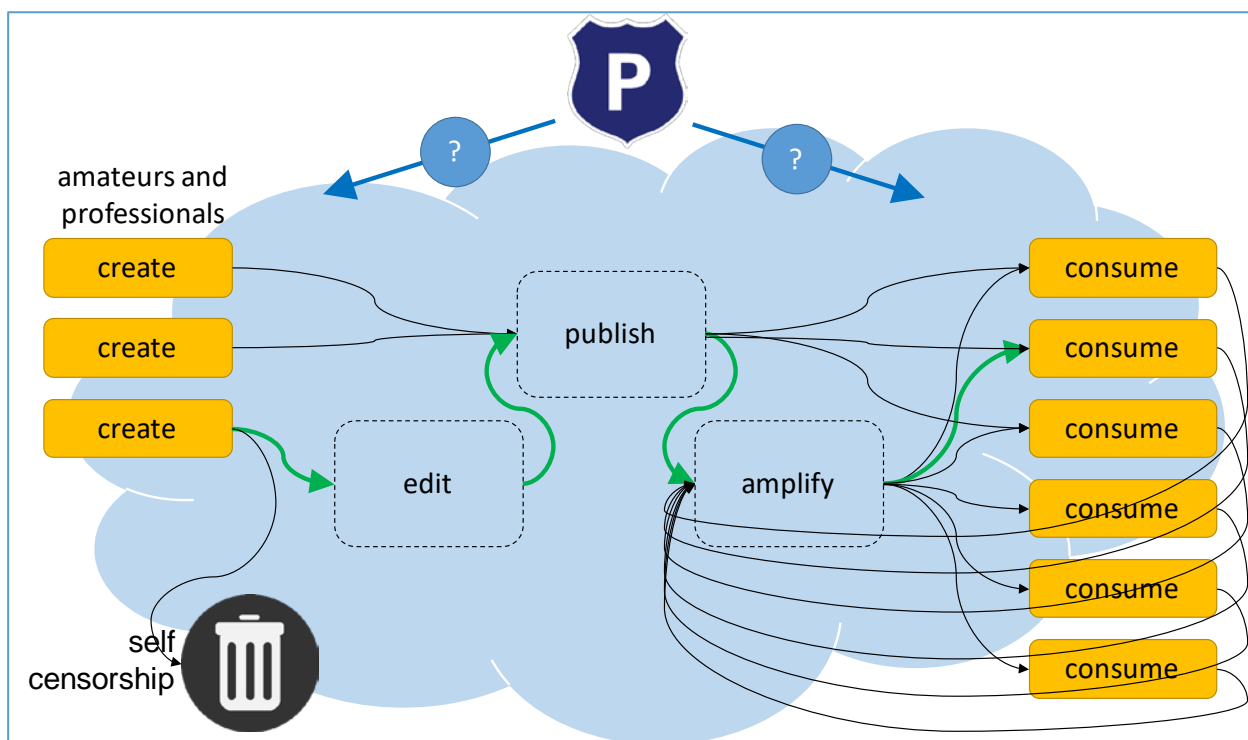 P
?
?
amateurs and
professionals
create
create
create
publish
edit
amplify
consume
consume
consume
consume
consume
consume
self
censorship